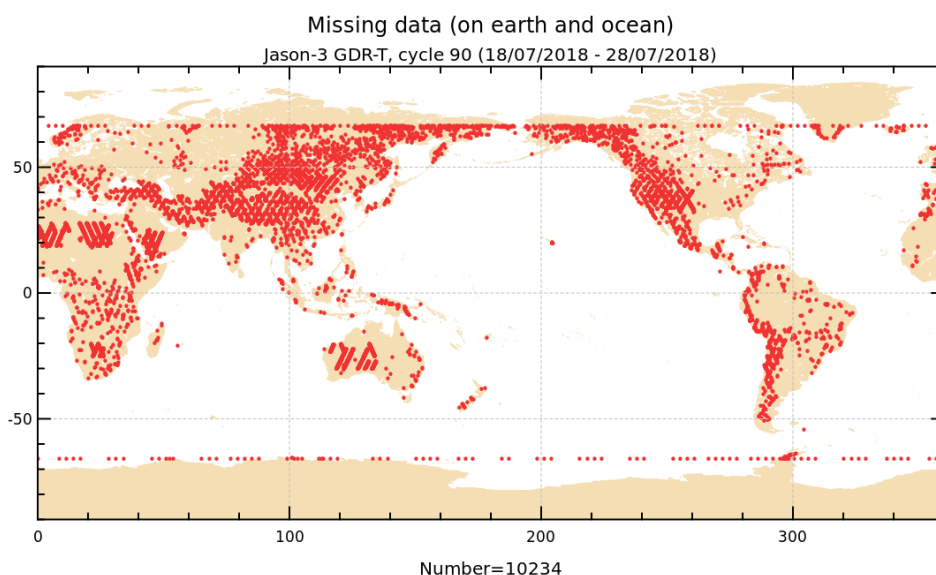 Missing data (on earth and ocean)
Jason-3 GDR-T, cycle 90 (18/07/2018 - 28/07/2018)
50
0
-50
0 100 200 300
Number=10234